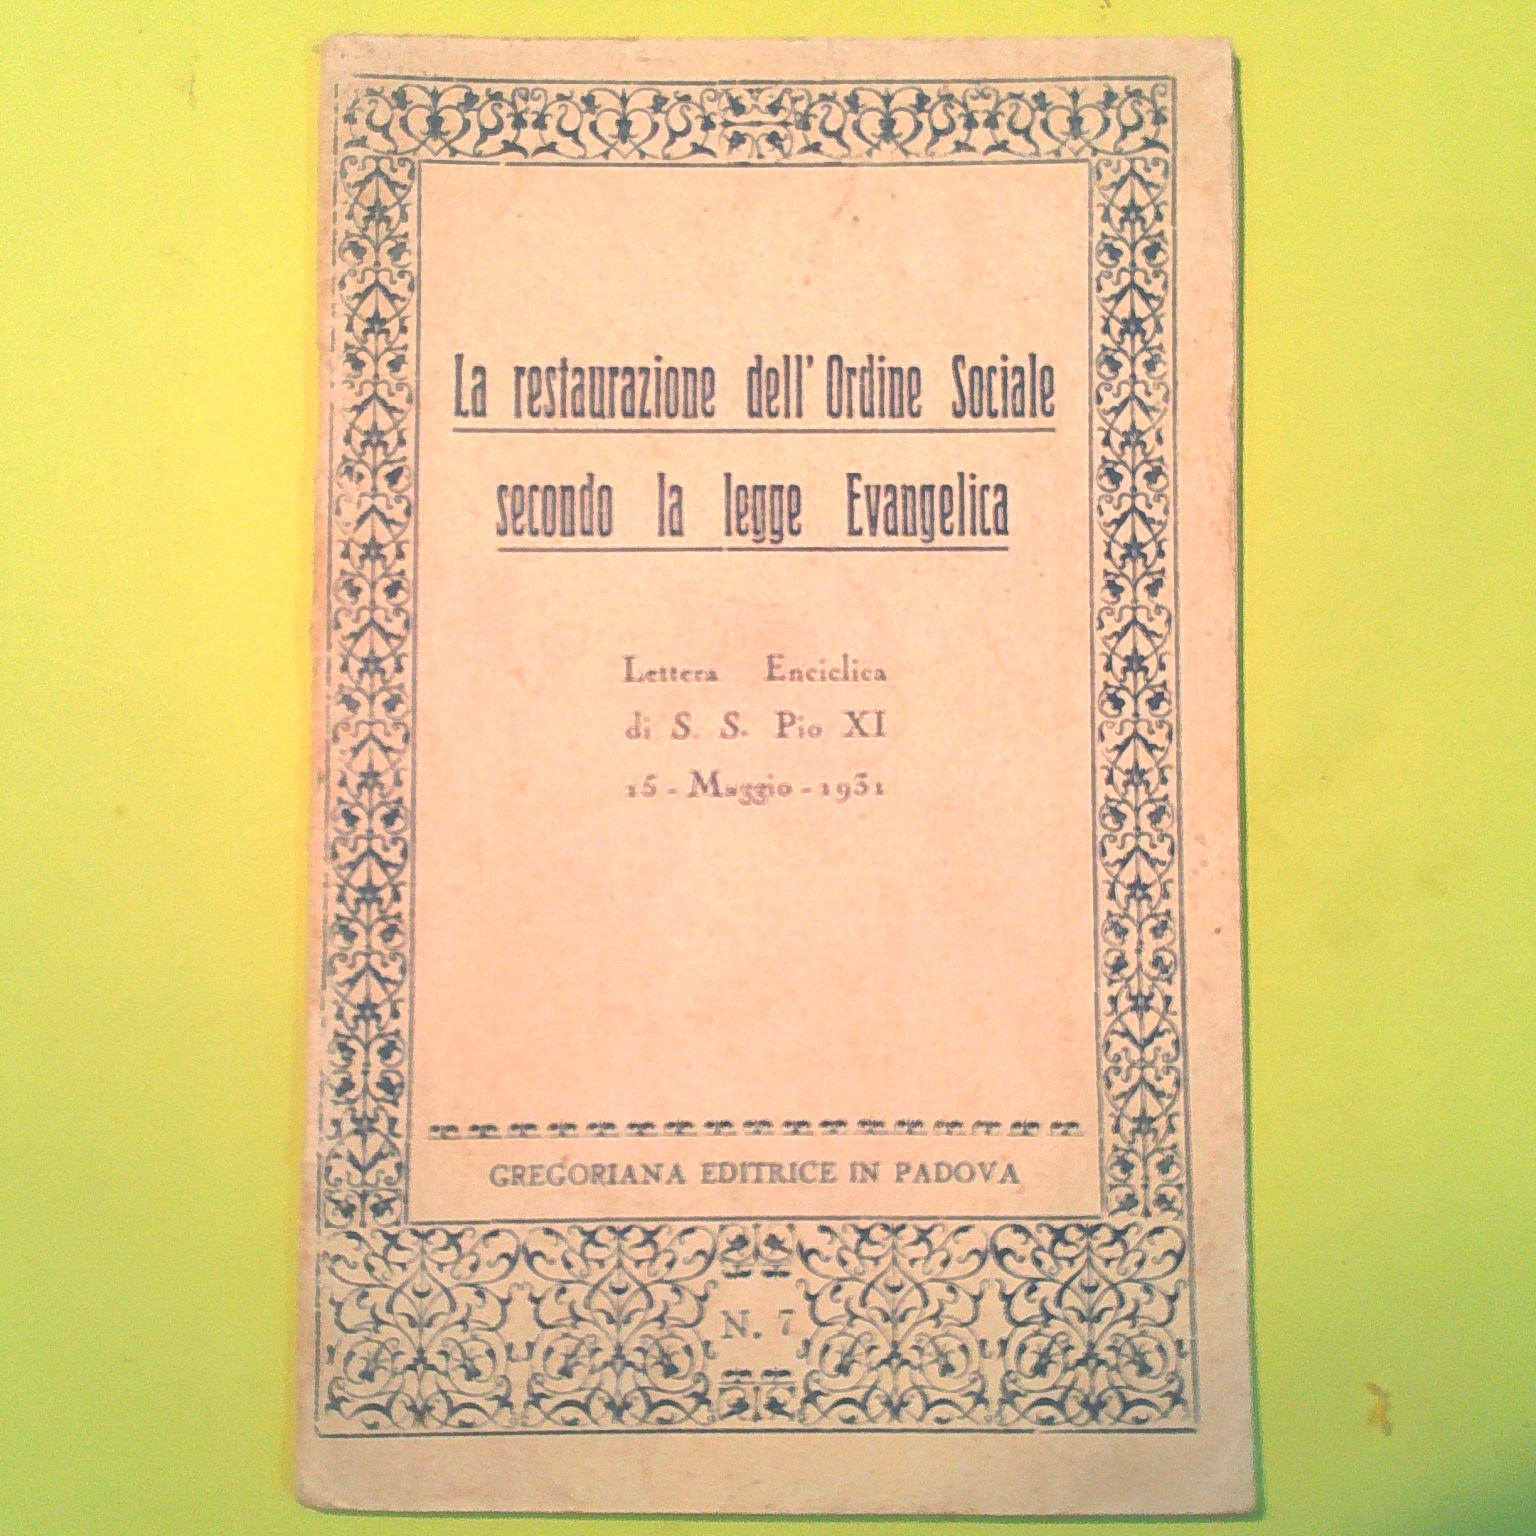 La restaurazione dell' Ordine Sociale
secondo la legge Evangelica
Lettera Enciclica
di S. S. Pio XI
15 - Maggio - 1931
GREGORIANA EDITRICE IN PADOVA
N. 7